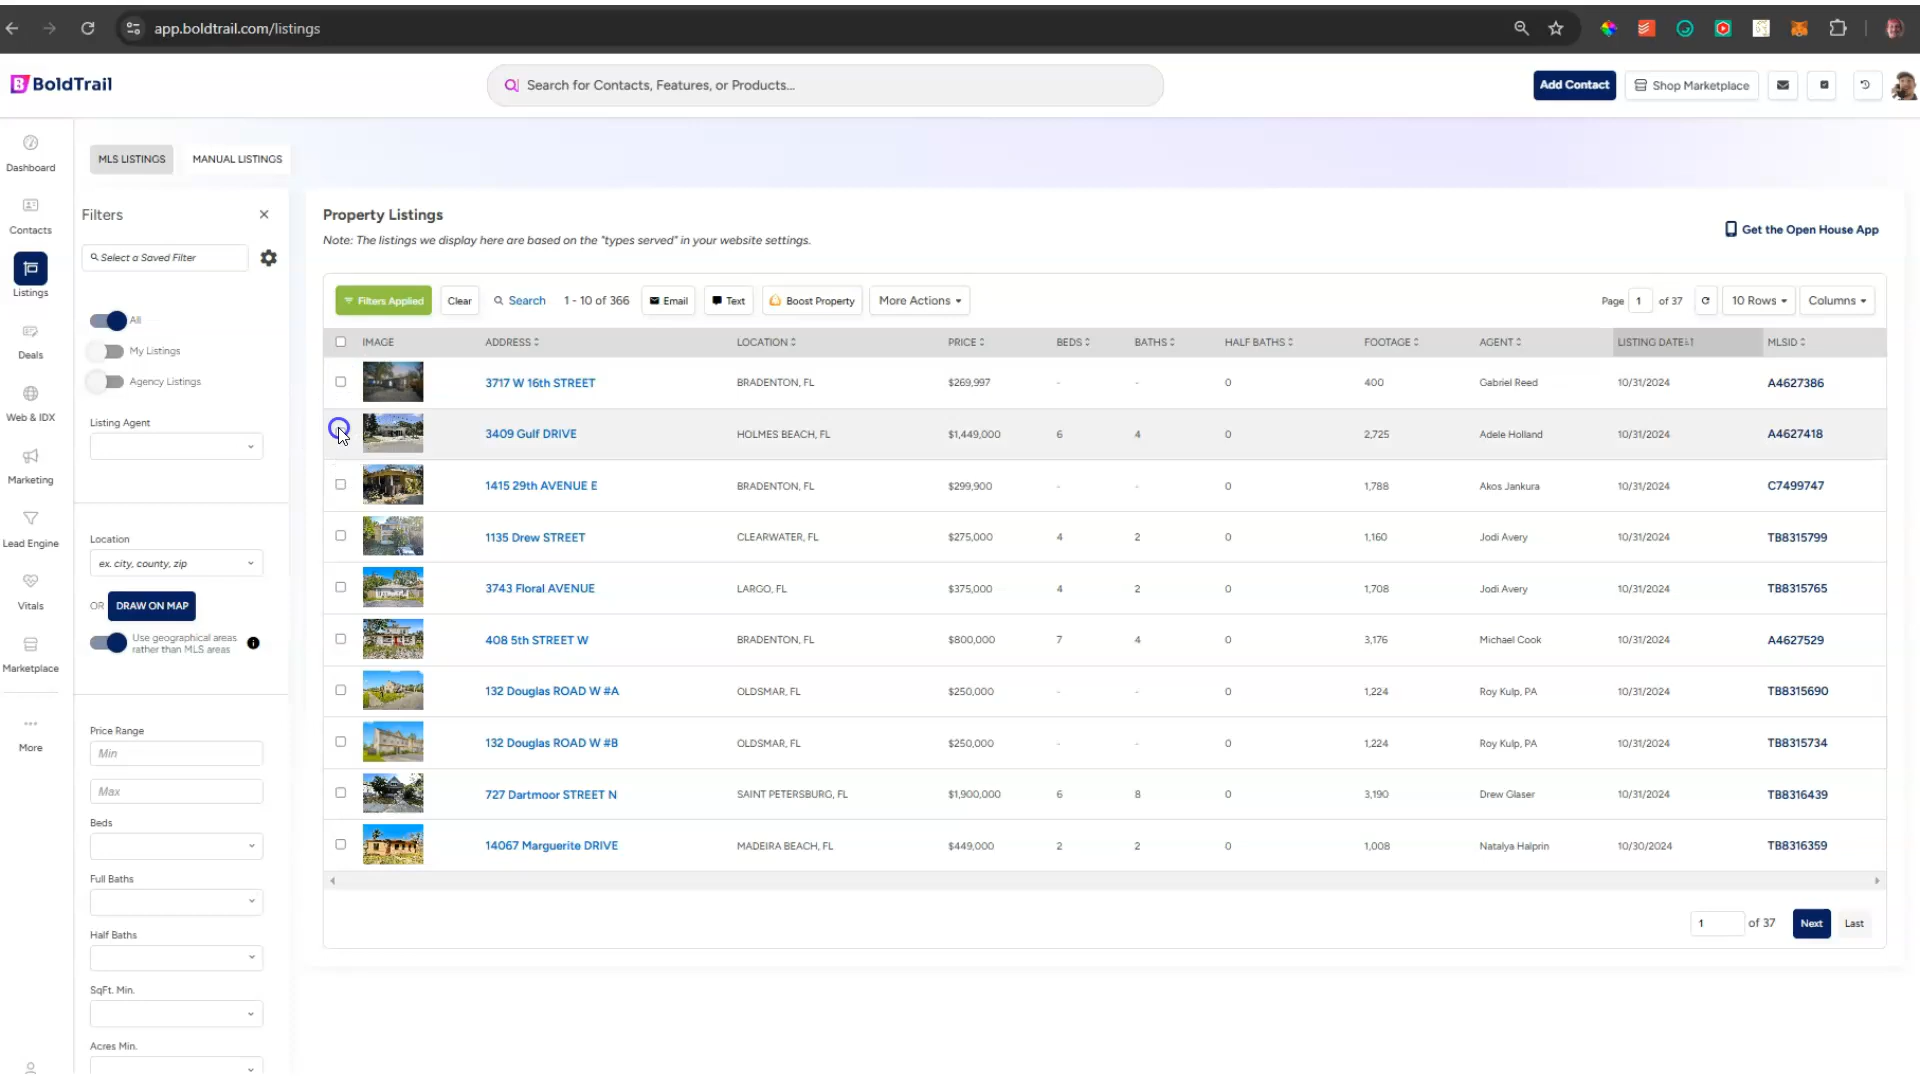 app.boldtrail.com/listings
BoldTrail
Search for Contacts, Features, or Products...
Add Contact
Shop Marketplace
Dashboard
Contacts
Listings
Deals
Web & IDX
Marketing
Lead Engine
Vitals
Marketplace
More
MLS LISTINGS MANUAL LISTINGS
Filters
Select a Saved Filter
All
My Listings
Agency Listings
Listing Agent
Location
ex. city, county, zip
OR DRAW ON MAP
Use geographical areas
rather than MLS areas
Price Range
Min
Max
Beds
Full Baths
Half Baths
SqFt. Min.
Acres Min.
Property Listings
Note: The listings we display here are based on the "types served" in your website settings.
Get the Open House App
Filters Applied Clear Search 1 - 10 of 366 Email Text Boost Property More Actions Page 1 of 37 10 Rows Columns
IMAGE ADDRESS LOCATION PRICE BEDS BATHS HALF BATHS FOOTAGE AGENT LISTING DATE MLSID
3717 W 16th STREET BRADENTON, FL $269,997 - - 0 400 Gabriel Reed 10/31/2024 A4627386
3409 Gulf DRIVE HOLMES BEACH, FL $1,449,000 6 4 0 2,725 Adele Holland 10/31/2024 A4627418
1415 29th AVENUE E BRADENTON, FL $299,900 - - 0 1,788 Akos Jankura 10/31/2024 C7499747
1135 Drew STREET CLEARWATER, FL $275,000 4 2 0 1,160 Jodi Avery 10/31/2024 TB8315799
3743 Floral AVENUE LARGO, FL $375,000 4 2 0 1,708 Jodi Avery 10/31/2024 TB8315765
408 5th STREET W BRADENTON, FL $800,000 7 4 0 3,176 Michael Cook 10/31/2024 A4627529
132 Douglas ROAD W #A OLDSMAR, FL $250,000 - - 0 1,224 Roy Kulp, PA 10/31/2024 TB8315690
132 Douglas ROAD W #B OLDSMAR, FL $250,000 - - 0 1,224 Roy Kulp, PA 10/31/2024 TB8315734
727 Dartmoor STREET N SAINT PETERSBURG, FL $1,900,000 6 8 0 3,190 Drew Glaser 10/31/2024 TB8316439
14067 Marguerite DRIVE MADEIRA BEACH, FL $449,000 2 2 0 1,008 Natalya Halprin 10/30/2024 TB8316359
1 of 37 Next Last